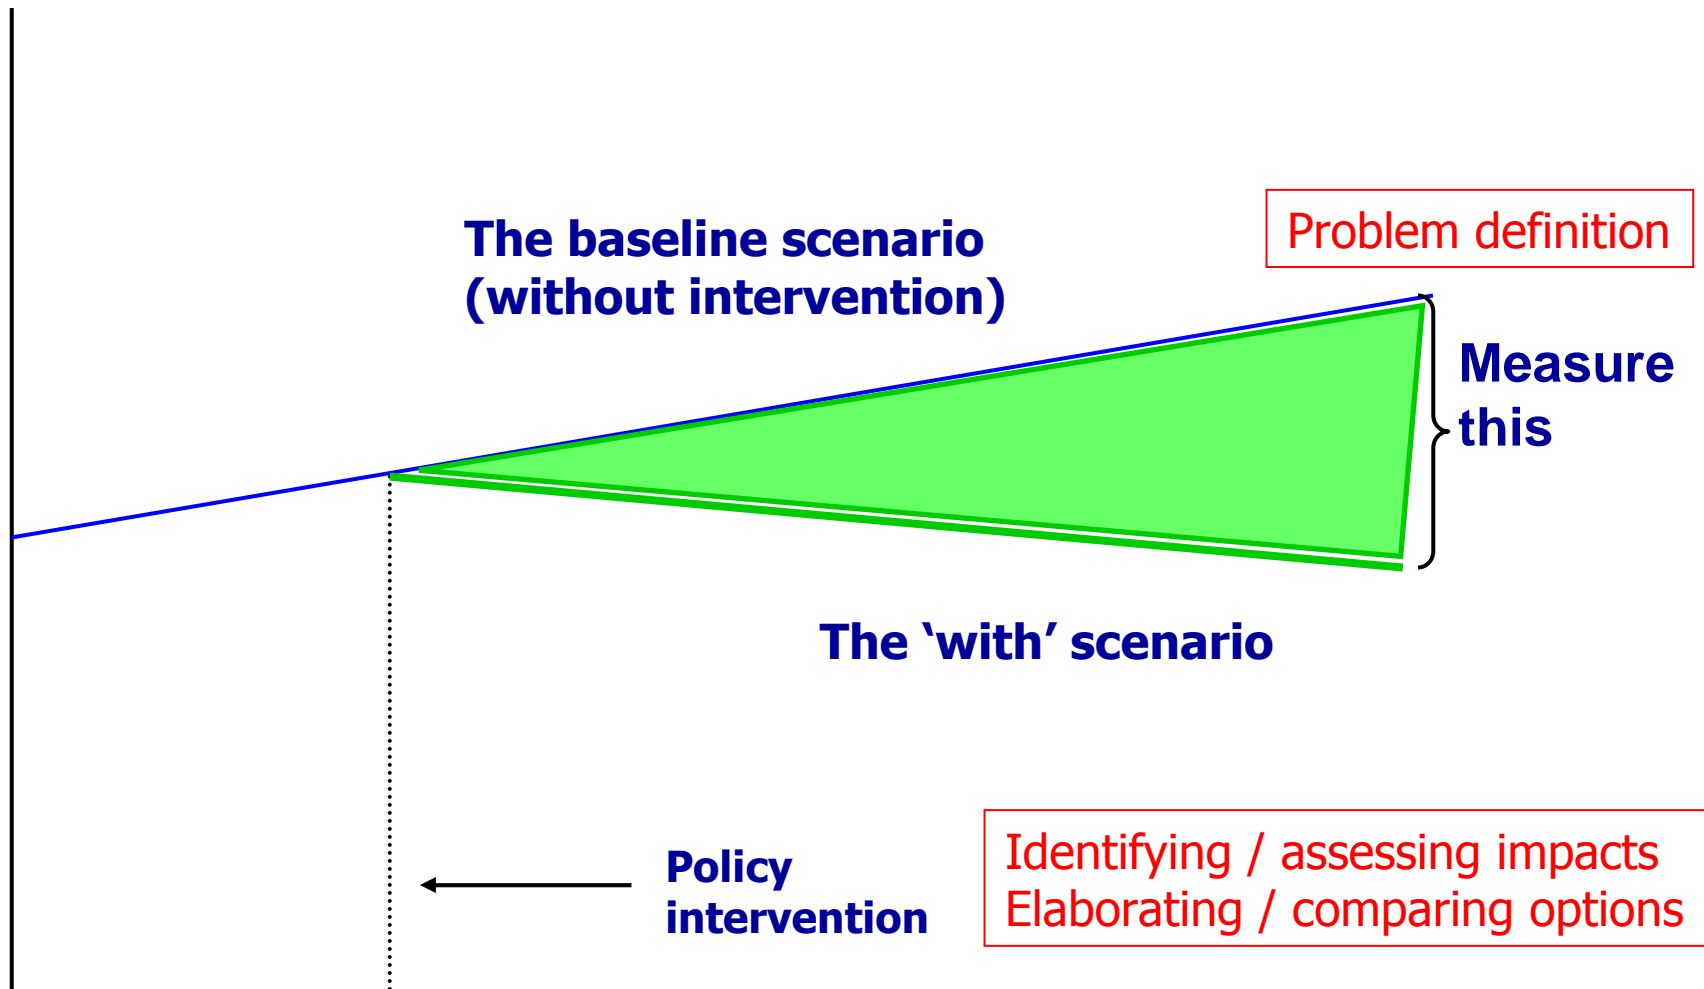 The baseline scenario
(without intervention)
Problem definition
Measure
this
The ‘with’ scenario
Policy
intervention
Identifying / assessing impacts
Elaborating / comparing options